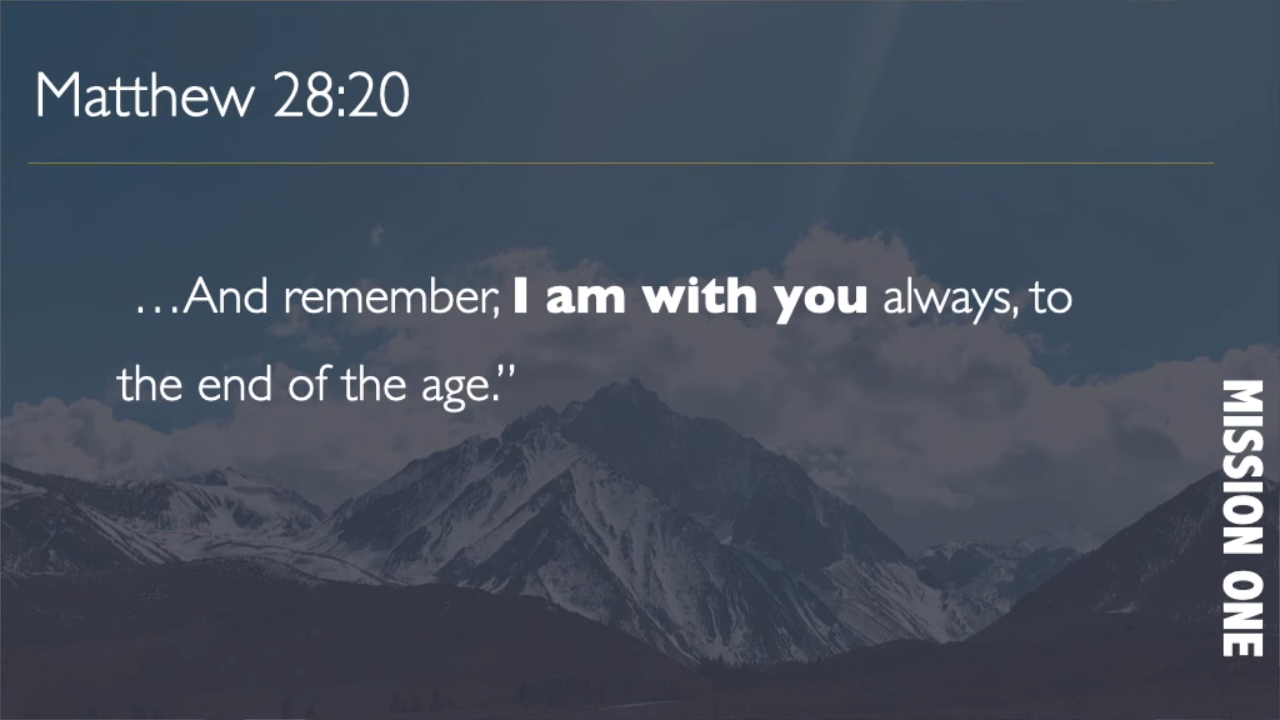 Matthew 28:20
…And remember, I am with you always, to
the end of the age.”
MISSION ONE